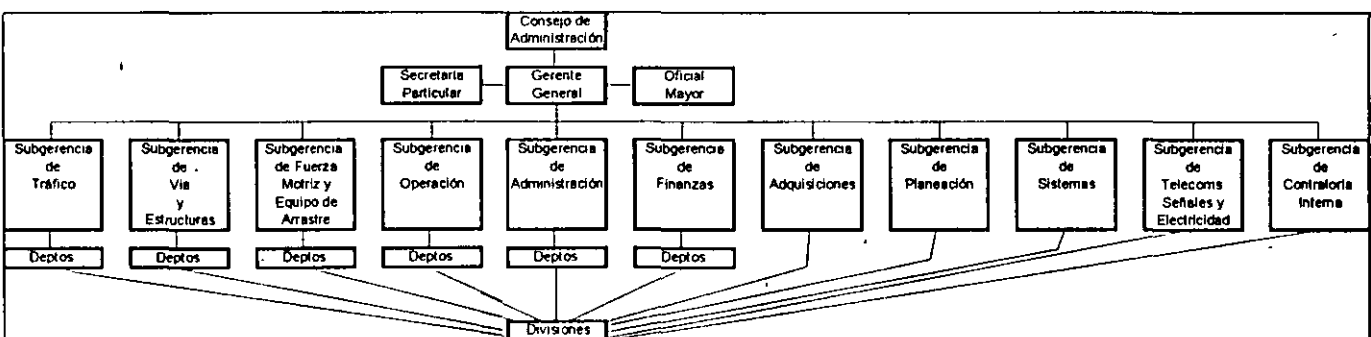 Consejo de
Administración
Secretaria
Particular
Gerente
General
Oficial
Mayor
Subgerencia
de
Tráfico
Subgerencia
de
Via
y
Estructuras
Subgerencia
de Fuerza
Motriz y
Equipo de
Arrastre
Subgerencia
de
Operación
Subgerencia
de
Administración
Subgerencia
de
Finanzas
Subgerencia
de
Adquisiciones
Subgerencia
de
Planeación
Subgerencia
de
Sistemas
Subgerencia
de
Telecoms
Señales y
Electricidad
Subgerencia
de
Contraloría
Interna
Deptos
Deptos
Deptos
Deptos
Deptos
Deptos
Divisiones